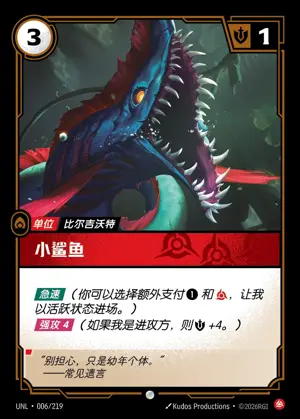 3
1
单位 比尔吉沃特
小鲨鱼
急速 (你可以选择额外支付 1 和 , 让我
以活跃状态进场。)
强攻 4 (如果我是进攻方,则 +4。)
"别担心,只是幼年个体。"
——常见遗言
UNL • 006/219
Kudos Productions • ©2026RGI